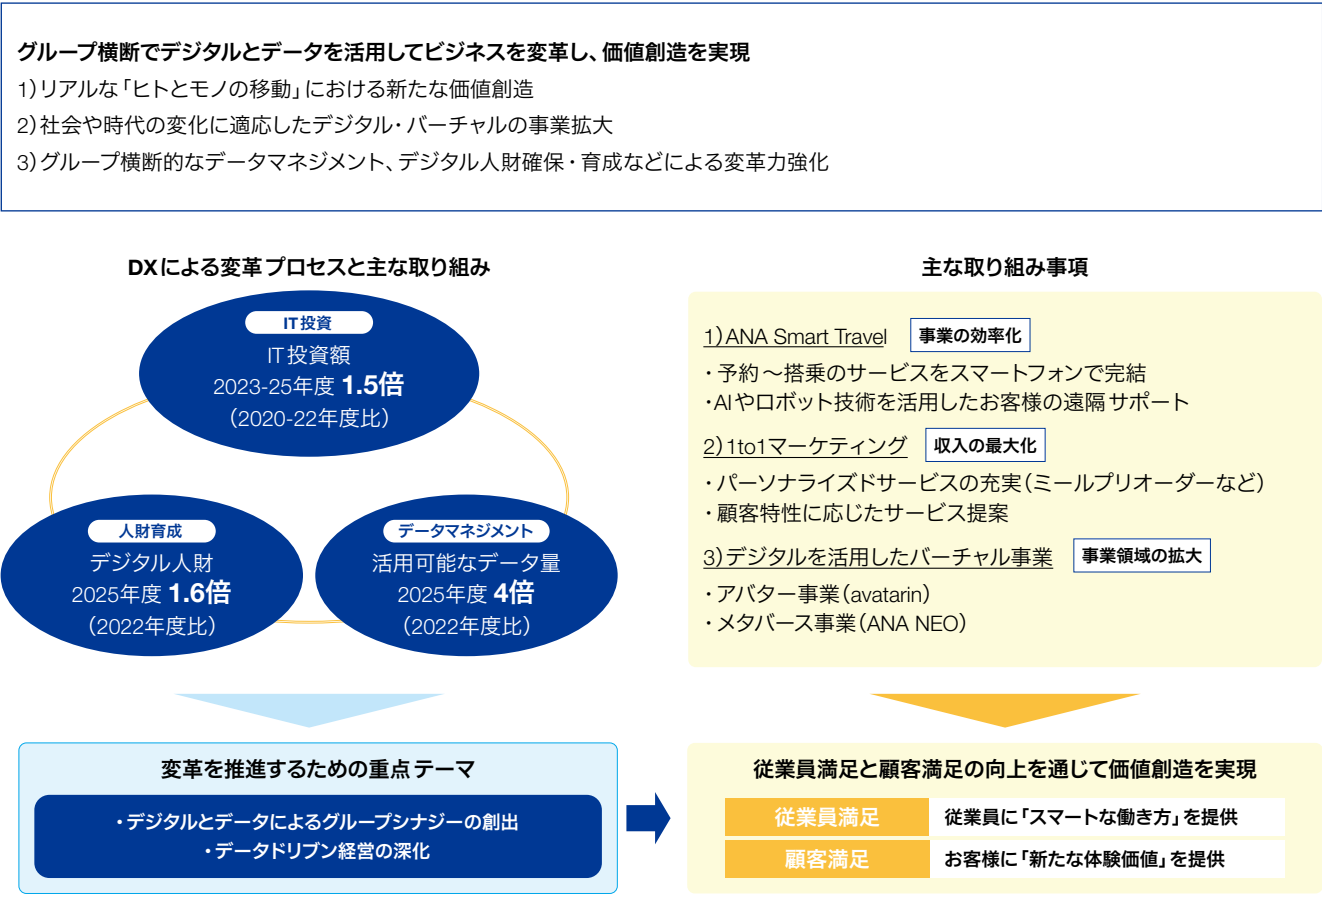 グループ横断でデジタルとデータを活用してビジネスを変革し、価値創造を実現
1)リアルな「ヒトとモノの移動」における新たな価値創造
2)社会や時代の変化に適応したデジタル・バーチャルの事業拡大
3)グループ横断的なデータマネジメント、デジタル人財確保・育成などによる変革力強化
DXによる変革プロセスと主な取り組み
IT投資
IT投資額
2023-25年度 1.5倍
(2020-22年度比)
人財育成
デジタル人財
2025年度 1.6倍
(2022年度比)
データマネジメント
活用可能なデータ量
2025年度 4倍
(2022年度比)
変革を推進するための重点テーマ
・デジタルとデータによるグループシナジーの創出
・データドリブン経営の深化
主な取り組み事項
1)ANA Smart Travel 事業の効率化
・予約～搭乗のサービスをスマートフォンで完結
・AIやロボット技術を活用したお客様の遠隔サポート
2)1to1マーケティング 収入の最大化
・パーソナライズドサービスの充実(ミールプリオーダーなど)
・顧客特性に応じたサービス提案
3)デジタルを活用したバーチャル事業 事業領域の拡大
・アバター事業(avatarin)
・メタバース事業(ANA NEO)
従業員満足と顧客満足の向上を通じて価値創造を実現
従業員満足 従業員に「スマートな働き方」を提供
顧客満足 お客様に「新たな体験価値」を提供